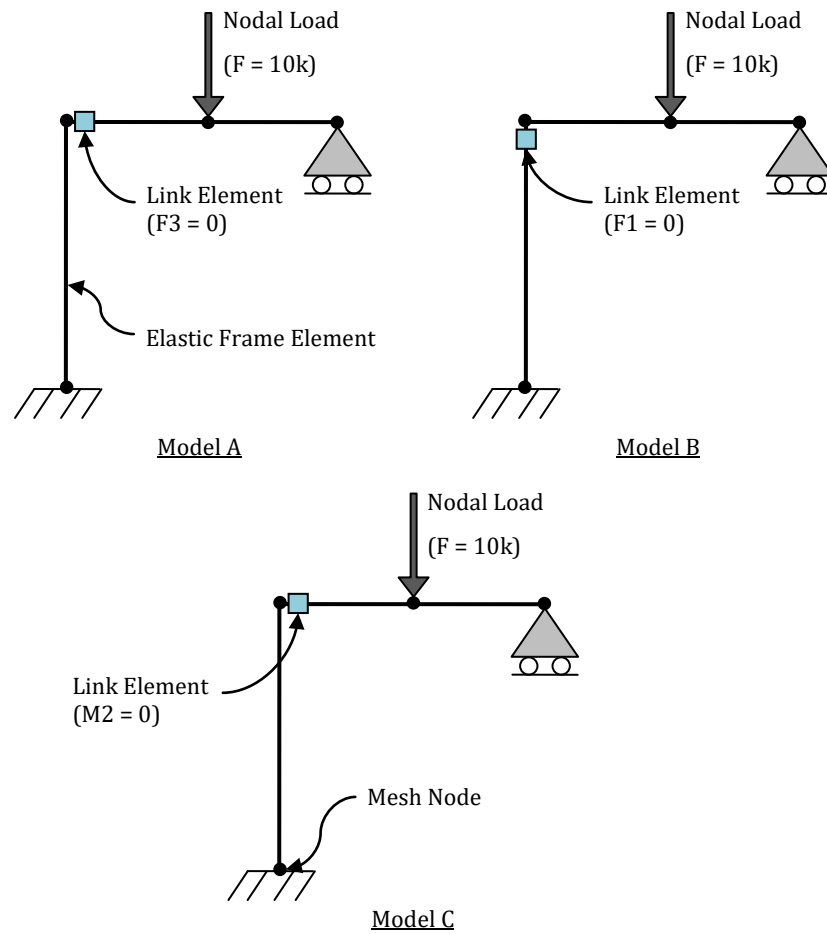 Nodal Load
(F = 10k)
Link Element
(F3 = 0)
Elastic Frame Element
Model A
Nodal Load
(F = 10k)
Link Element
(F1 = 0)
Model B
Nodal Load
(F = 10k)
Link Element
(M2 = 0)
Mesh Node
Model C